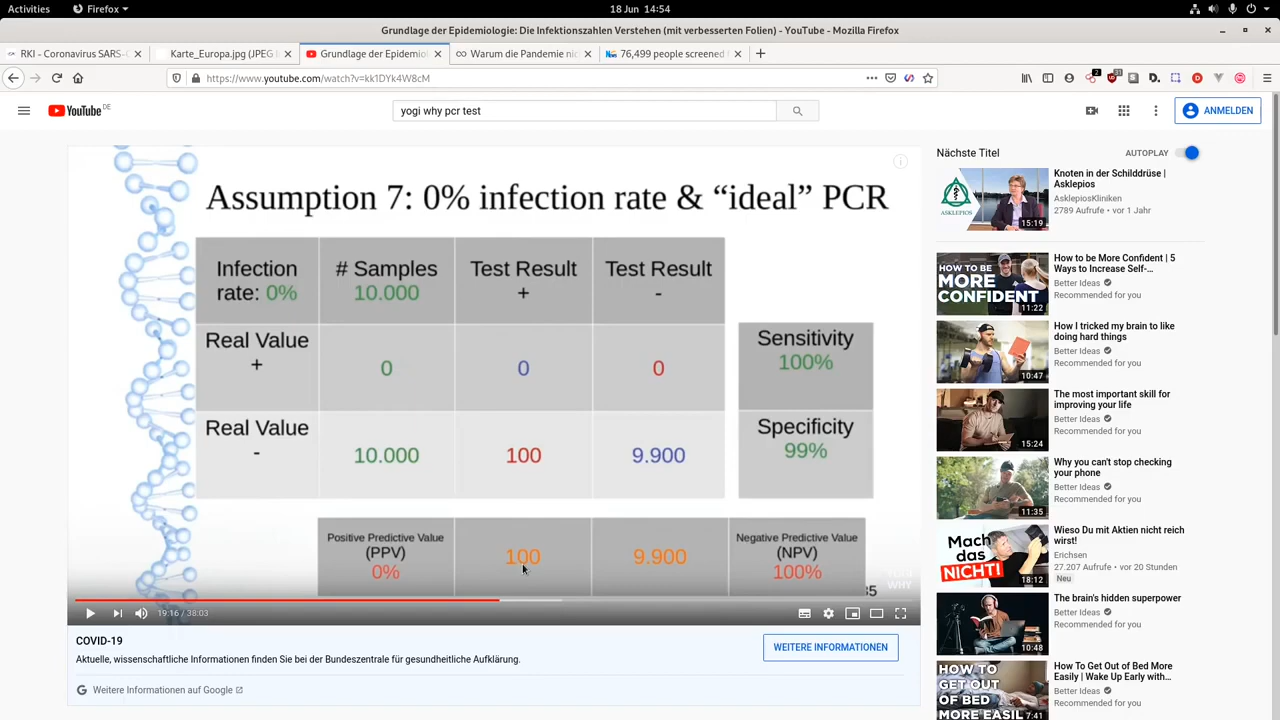 Activities
Firefox
18 Jun 14:54
Grundlage der Epidemiologie: Die Infektionszahlen Verstehen (mit verbesserten Folien) - YouTube - Mozilla Firefox
RKI - Coronavirus SARS-C
Karte_Europa.jpg (JPEG I
Grundlage der Epidemiol
Warum die Pandemie nic
76,499 people screened f
https://www.youtube.com/watch?v=kk1DYk4W8cM
YouTube DE
yogi why pcr test
ANMELDEN
Assumption 7: 0% infection rate & “ideal” PCR
Infection rate: 0%
# Samples 10.000
Test Result +
Test Result -
Real Value +
0
0
0
Sensitivity 100%
Real Value -
10.000
100
9.900
Specificity 99%
Positive Predictive Value (PPV) 0%
100
9.900
Negative Predictive Value (NPV) 100%
WHY
35
19:16 / 38:03
COVID-19
Aktuelle, wissenschaftliche Informationen finden Sie bei der Bundeszentrale für gesundheitliche Aufklärung.
WEITERE INFORMATIONEN
Weitere Informationen auf Google
Nächste Titel
AUTOPLAY
ASKLEPIOS
15:19
Knoten in der Schilddrüse |
Asklepios
AsklepiosKliniken
2789 Aufrufe • vor 1 Jahr
HOW TO BE
MORE
CONFIDENT
11:22
How to be More Confident | 5
Ways to Increase Self-…
Better Ideas
Recommended for you
10:47
How I tricked my brain to like
doing hard things
Better Ideas
Recommended for you
15:24
The most important skill for
improving your life
Better Ideas
Recommended for you
11:35
Why you can't stop checking
your phone
Better Ideas
Recommended for you
Mach
das
NICHT!
18:12
Wieso Du mit Aktien nicht reich
wirst!
Erichsen
27.207 Aufrufe • vor 20 Stunden
Neu
10:48
The brain's hidden superpower
Better Ideas
Recommended for you
HOW TO
GET OUT
OF BED
MORE EASIL
7:41
How To Get Out of Bed More
Easily | Wake Up Early with…
Better Ideas
Recommended for you